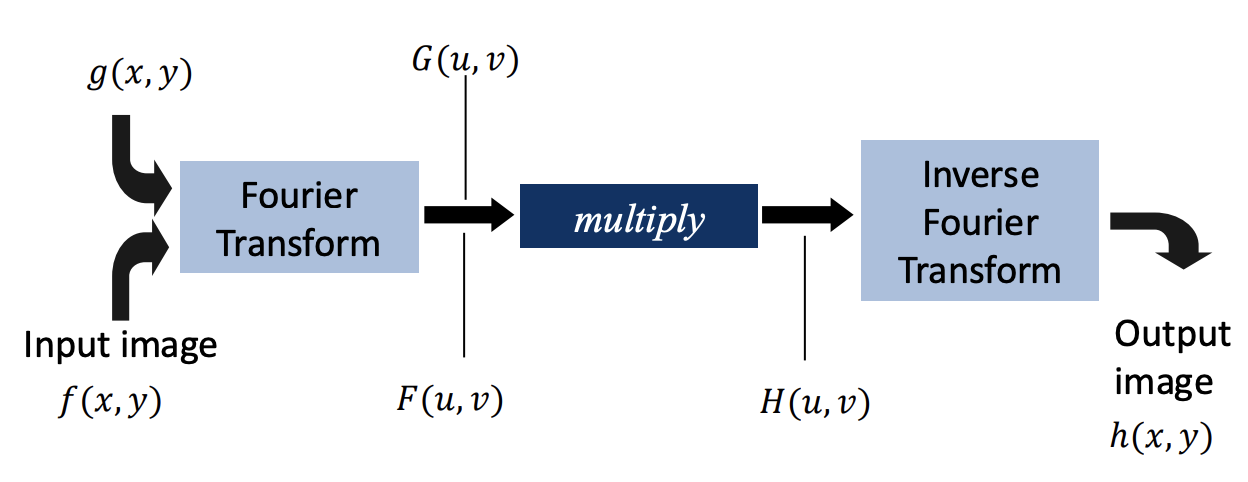 g(x, y)
G(u, v)
Fourier
Transform
multiply
Inverse
Fourier
Transform
Input image
f(x, y)
F(u, v)
H(u, v)
Output
image
h(x, y)